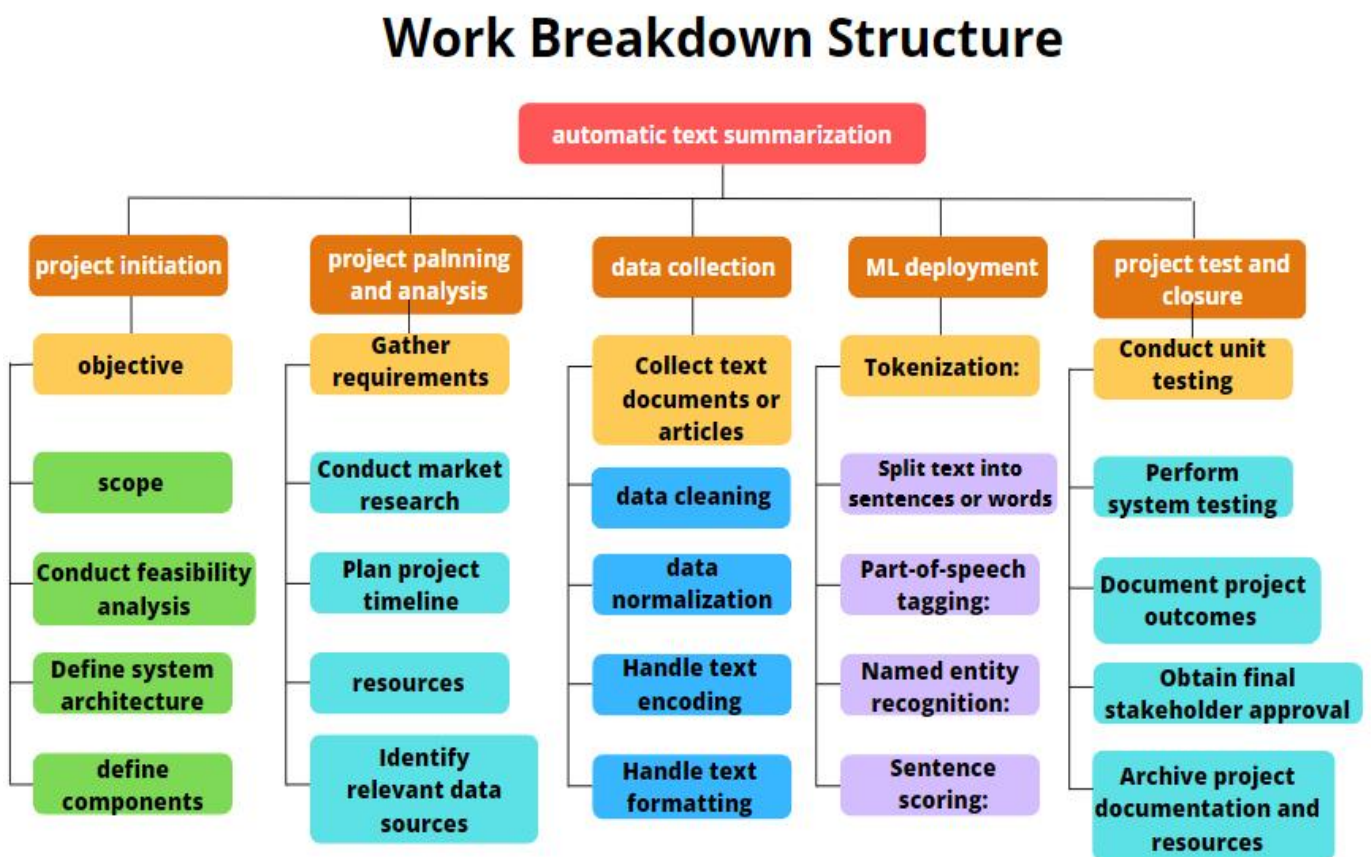 Work Breakdown Structure
automatic text summarization
project initiation
objective
scope
Conduct feasibility
analysis
Define system
architecture
define
components
project palnning
and analysis
Gather
requirements
Conduct market
research
Plan project
timeline
resources
Identify
relevant data
sources
data collection
Collect text
documents or
articles
data cleaning
data
normalization
Handle text
encoding
Handle text
formatting
ML deployment
Tokenization:
Split text into
sentences or words
Part-of-speech
tagging:
Named entity
recognition:
Sentence
scoring:
project test and
closure
Conduct unit
testing
Perform
system testing
Document project
outcomes
Obtain final
stakeholder approval
Archive project
documentation and
resources